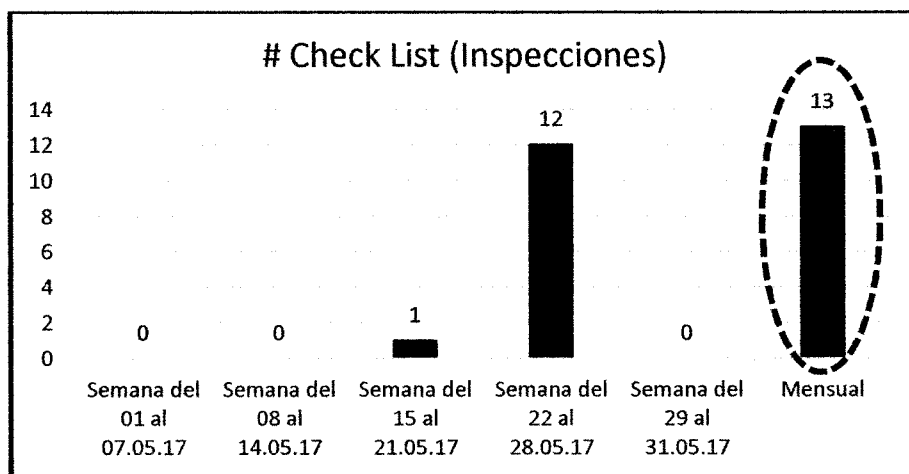 # Check List (Inspecciones)
14
12
10
8
6
4
2
0
0
0
1
12
0
13
Semana del
01 al
07.05.17
Semana del
08 al
14.05.17
Semana del
15 al
21.05.17
Semana del
22 al
28.05.17
Semana del
29 al
31.05.17
Mensual